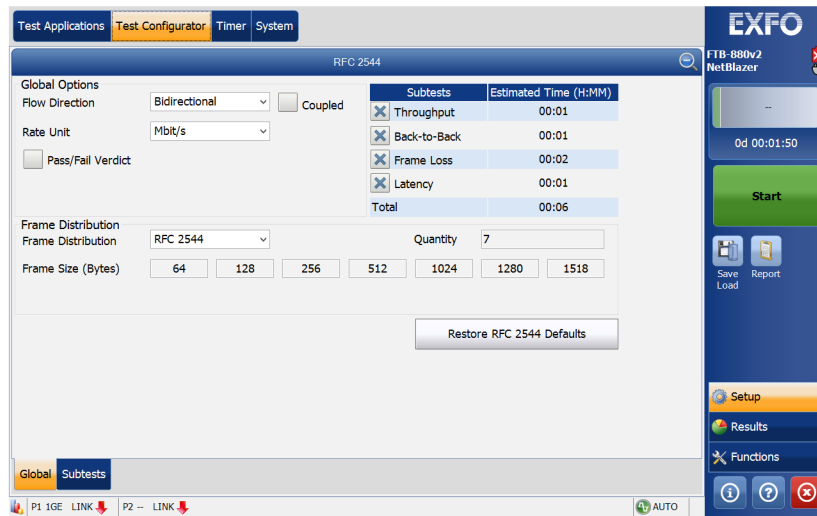 Test Applications Test Configurator Timer System
RFC 2544
Global Options
Flow Direction Bidirectional Coupled
Rate Unit Mbit/s
Pass/Fail Verdict
Subtests Estimated Time (H:MM)
Throughput 00:01
Back-to-Back 00:01
Frame Loss 00:02
Latency 00:01
Total 00:06
Frame Distribution
Frame Distribution RFC 2544 Quantity 7
Frame Size (Bytes) 64 128 256 512 1024 1280 1518
Restore RFC 2544 Defaults
Global Subtests
P1 1GE LINK P2 -- LINK AUTO
EXFO
FTB-880v2
NetBlazer
--
0d 00:01:50
Start
Save Report
Load
Setup
Results
Functions